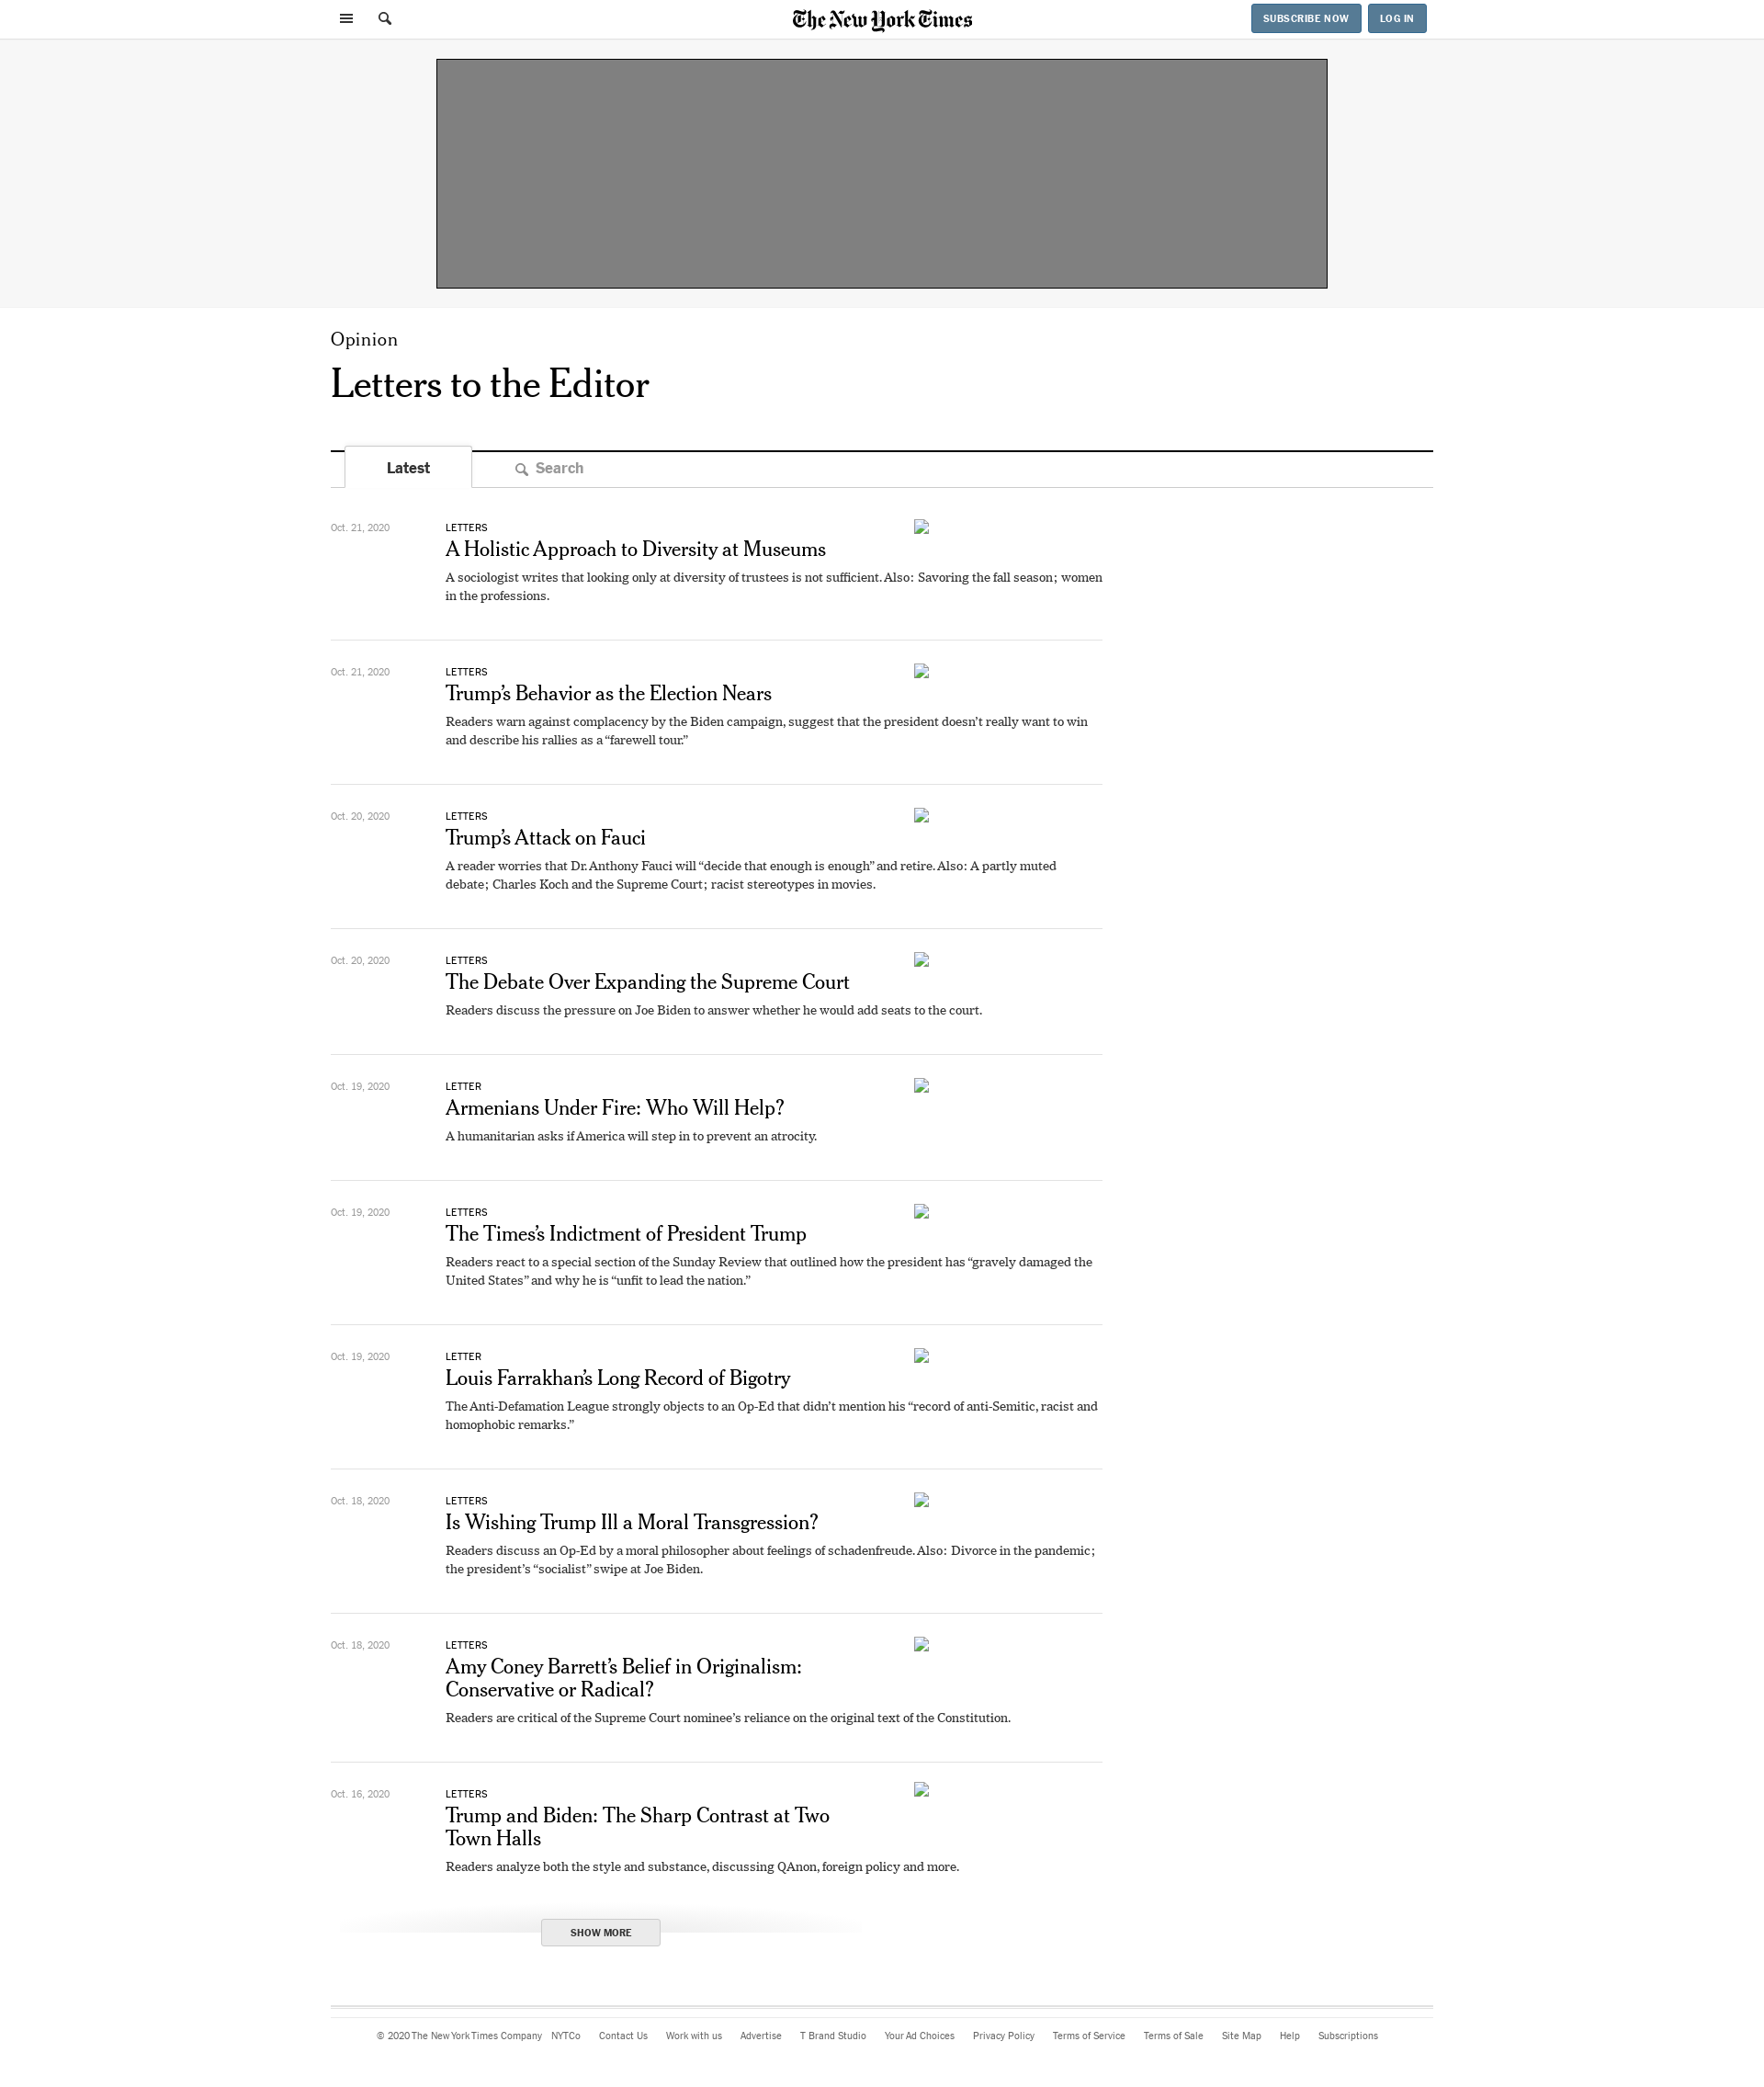 The New York Times
SUBSCRIBE NOW
LOG IN
Opinion
Letters to the Editor
Latest
Search
Oct. 21, 2020
LETTERS
A Holistic Approach to Diversity at Museums
A sociologist writes that looking only at diversity of trustees is not sufficient. Also: Savoring the fall season; women
in the professions.
Oct. 21, 2020
LETTERS
Trump’s Behavior as the Election Nears
Readers warn against complacency by the Biden campaign, suggest that the president doesn’t really want to win
and describe his rallies as a “farewell tour.”
Oct. 20, 2020
LETTERS
Trump’s Attack on Fauci
A reader worries that Dr. Anthony Fauci will “decide that enough is enough” and retire. Also: A partly muted
debate; Charles Koch and the Supreme Court; racist stereotypes in movies.
Oct. 20, 2020
LETTERS
The Debate Over Expanding the Supreme Court
Readers discuss the pressure on Joe Biden to answer whether he would add seats to the court.
Oct. 19, 2020
LETTER
Armenians Under Fire: Who Will Help?
A humanitarian asks if America will step in to prevent an atrocity.
Oct. 19, 2020
LETTERS
The Times’s Indictment of President Trump
Readers react to a special section of the Sunday Review that outlined how the president has “gravely damaged the
United States” and why he is “unfit to lead the nation.”
Oct. 19, 2020
LETTER
Louis Farrakhan’s Long Record of Bigotry
The Anti-Defamation League strongly objects to an Op-Ed that didn’t mention his “record of anti-Semitic, racist and
homophobic remarks.”
Oct. 18, 2020
LETTERS
Is Wishing Trump Ill a Moral Transgression?
Readers discuss an Op-Ed by a moral philosopher about feelings of schadenfreude. Also: Divorce in the pandemic;
the president’s “socialist” swipe at Joe Biden.
Oct. 18, 2020
LETTERS
Amy Coney Barrett’s Belief in Originalism:
Conservative or Radical?
Readers are critical of the Supreme Court nominee’s reliance on the original text of the Constitution.
Oct. 16, 2020
LETTERS
Trump and Biden: The Sharp Contrast at Two
Town Halls
Readers analyze both the style and substance, discussing QAnon, foreign policy and more.
SHOW MORE
© 2020 The New York Times Company NYTCo Contact Us Work with us Advertise T Brand Studio Your Ad Choices Privacy Policy Terms of Service Terms of Sale Site Map Help Subscriptions